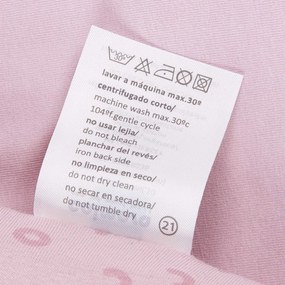 lavar a máquina max.30º
centrifugado corto/
machine wash max.30ºc
104ºf gentle cycle
no usar lejia/
do not bleach
planchar del revés/
iron back side
no limpieza en seco/
do not dry clean
no secar en secadora/
do not tumble dry
21